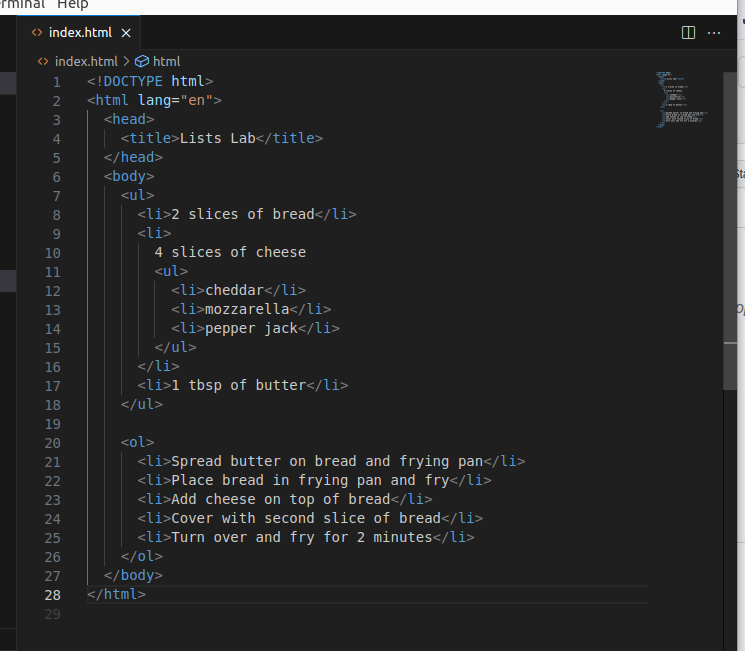 Terminal Help
index.html
index.html > html
1 <!DOCTYPE html>
2 <html lang="en">
3   <head>
4     <title>Lists Lab</title>
5   </head>
6   <body>
7     <ul>
8       <li>2 slices of bread</li>
9       <li>
10         4 slices of cheese
11         <ul>
12           <li>cheddar</li>
13           <li>mozzarella</li>
14           <li>pepper jack</li>
15         </ul>
16       </li>
17       <li>1 tbsp of butter</li>
18     </ul>
19
20     <ol>
21       <li>Spread butter on bread and frying pan</li>
22       <li>Place bread in frying pan and fry</li>
23       <li>Add cheese on top of bread</li>
24       <li>Cover with second slice of bread</li>
25       <li>Turn over and fry for 2 minutes</li>
26     </ol>
27   </body>
28 </html>
29